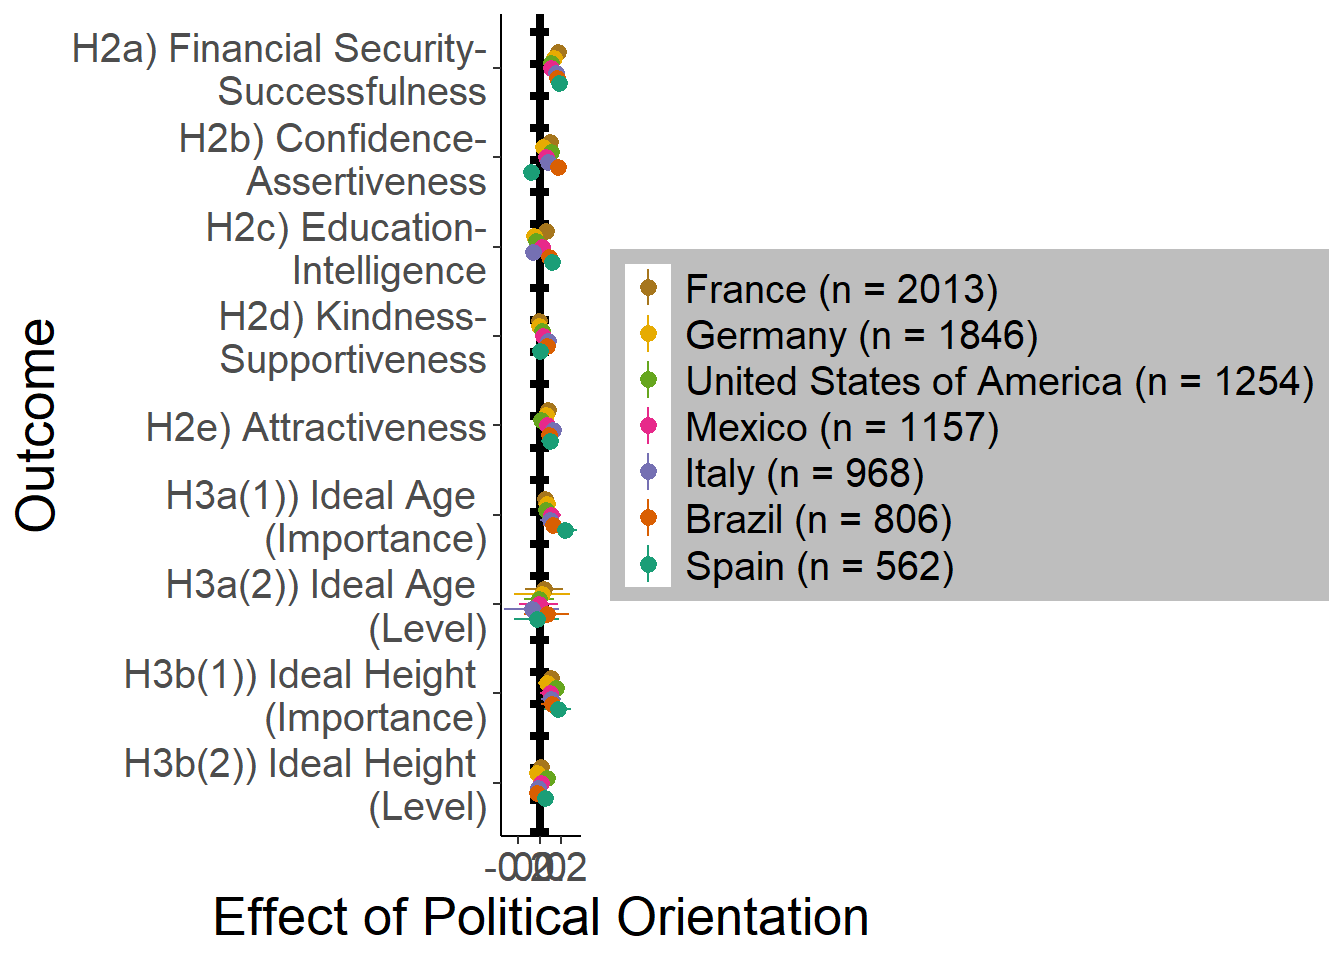 H2a) Financial Security-
Successfulness
H2b) Confidence-
Assertiveness
H2c) Education-
Intelligence
H2d) Kindness-
Supportiveness
H2e) Attractiveness
H3a(1)) Ideal Age
(Importance)
H3a(2)) Ideal Age
(Level)
H3b(1)) Ideal Height
(Importance)
H3b(2)) Ideal Height
(Level)
Outcome
-0.2 0.0 0.2
Effect of Political Orientation
France (n = 2013)
Germany (n = 1846)
United States of America (n = 1254)
Mexico (n = 1157)
Italy (n = 968)
Brazil (n = 806)
Spain (n = 562)